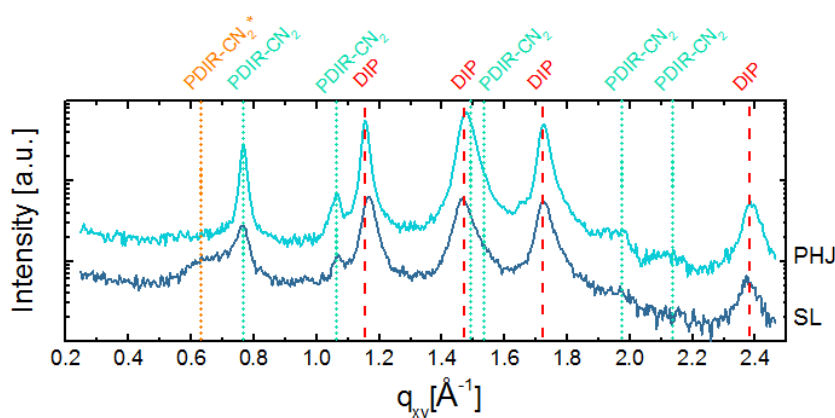 PDIR-CN2*
PDIR-CN2
PDIR-CN2
DIP
DIP
PDIR-CN2
DIP
PDIR-CN2
PDIR-CN2
DIP
Intensity [a.u.]
PHJ
SL
0.2 0.4 0.6 0.8 1.0 1.2 1.4 1.6 1.8 2.0 2.2 2.4
qxy[Å-1]